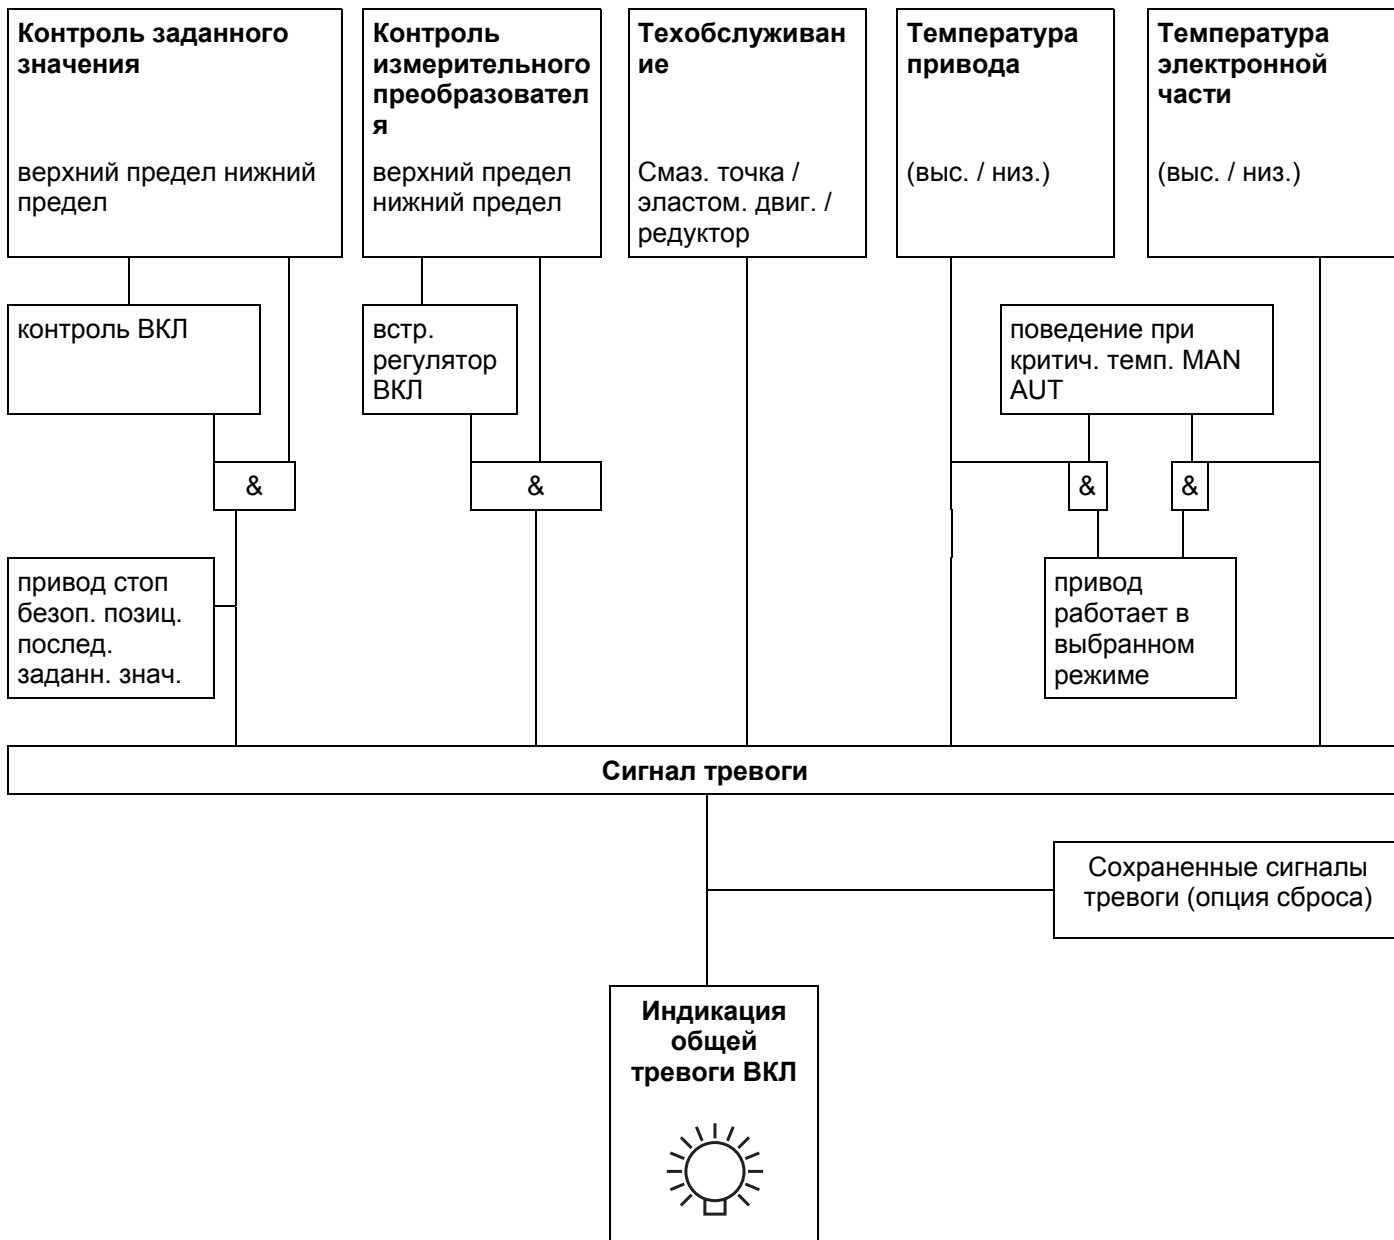 Контроль заданного
значения
верхний предел нижний
предел
Контроль
измерительного
преобразовател
я
верхний предел
нижний предел
Техобслуживан
ие
Смаз. точка /
эластом. двиг. /
редуктор
Температура
привода
(выс. / низ.)
Температура
электронной
части
(выс. / низ.)
контроль ВКЛ
встр.
регулятор
ВКЛ
поведение при
критич. темп. MAN
AUT
&
&
&
&
привод стоп
безоп. позиц.
послед.
заданн. знач.
привод
работает в
выбранном
режиме
Сигнал тревоги
Сохраненные сигналы
тревоги (опция сброса)
Индикация
общей
тревоги ВКЛ